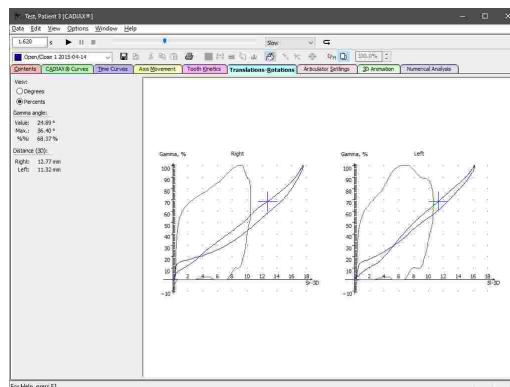 Test, Patient 3 [CADIAX®]
Data Edit View Options Window Help
1.620 s Slow
Open/Close 1 2015-04-14 100.0%
Contents CADIAX® Curves Time Curves Axis Movement Tooth Kinetics Translations-Rotations Articulator Settings 3D Animation Numerical Analysis
View:
Degrees
Percents
Gamma angle:
Value: 24.89 °
Max.: 36.40 °
%%: 68.37 %
Distance (3D):
Right: 12.77 mm
Left: 11.32 mm
Gamma, % Right Gamma, % Left
100 100
90 90
80 80
70 70
60 60
50 50
40 40
30 30
20 20
10 10
2 4 6 8 10 12 14 16 18 2 4 6 8 10 12 14 16 18
SI-3D SI-3D
-10 -10
For Help, press F1